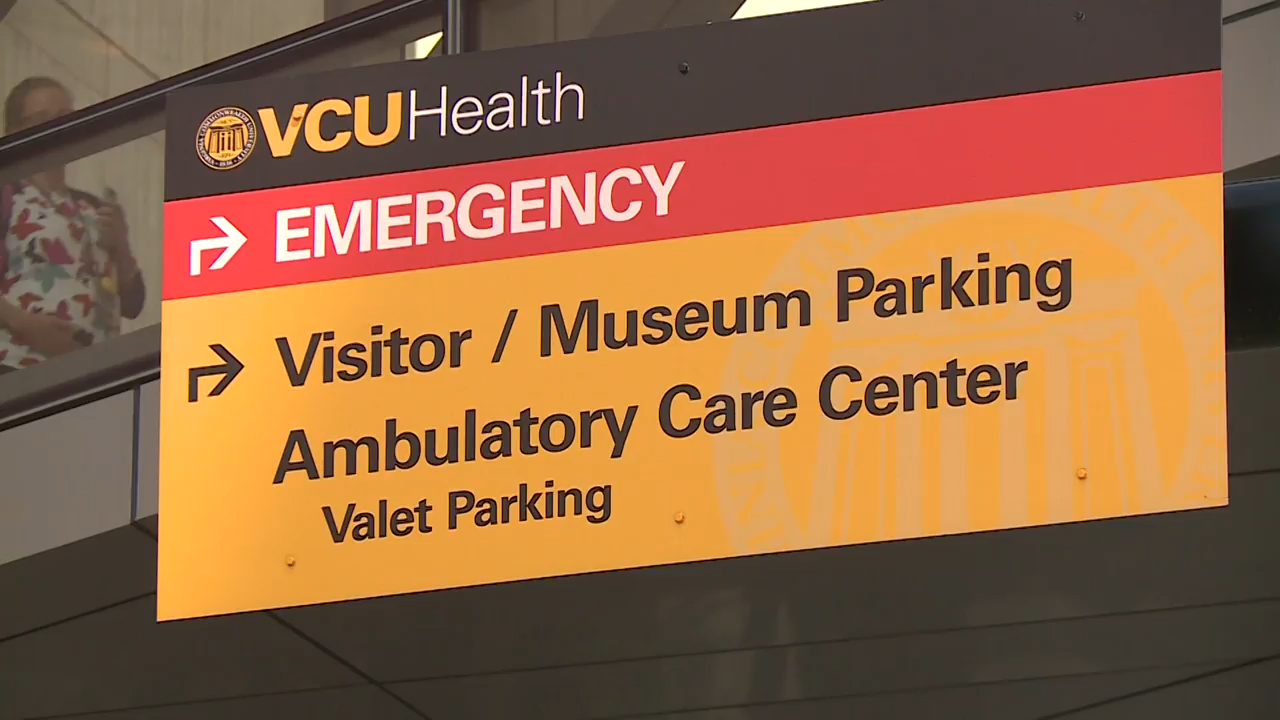 VCUHealth
EMERGENCY
Visitor / Museum Parking
Ambulatory Care Center
Valet Parking